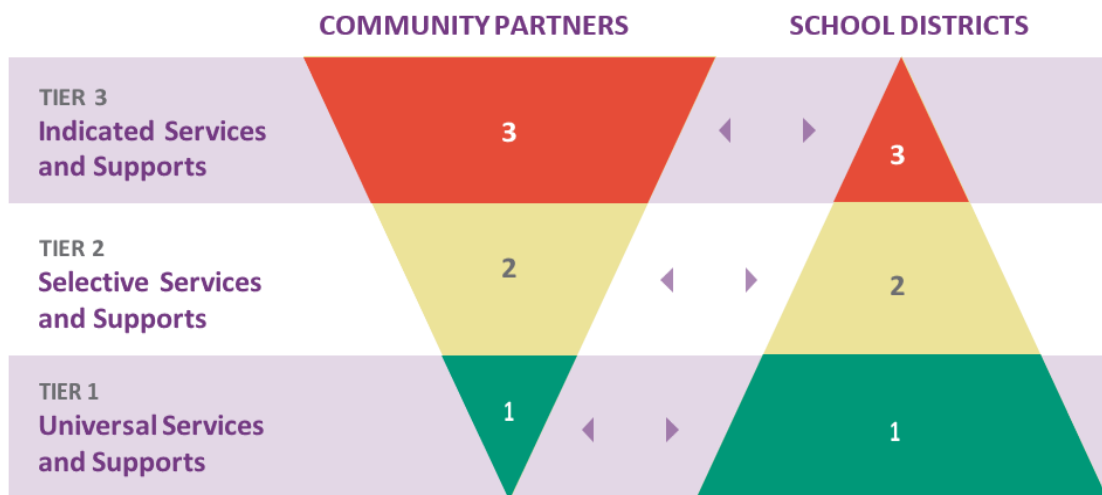 COMMUNITY PARTNERS
SCHOOL DISTRICTS
TIER 3
Indicated Services
and Supports
3
3
TIER 2
Selective Services
and Supports
2
2
TIER 1
Universal Services
and Supports
1
1